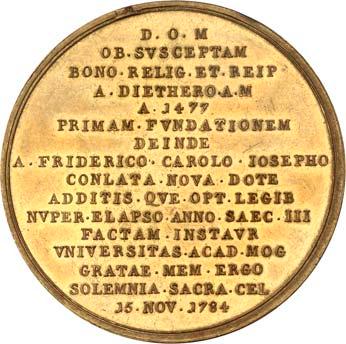 D · O · M
OB · SVSCEPTAM
BONO · RELIG · ET · REIP
A · DIETHERO · A · M
A · 1477
PRIMAM · FVNDATIONEM
DEINDE
A · FRIDERICO · CAROLO · IOSEPHO
CONLATA · NOVA · DOTE
ADDITIS · QVE · OPT · LEGIB
NVPER · ELAPSO · ANNO · SAEC · III
FACTAM · INSTAVR
VNIVERSITAS · ACAD · MOG
GRATAE · MEM · ERGO
SOLEMNIA · SACRA · CEL
15 · NOV · 1784